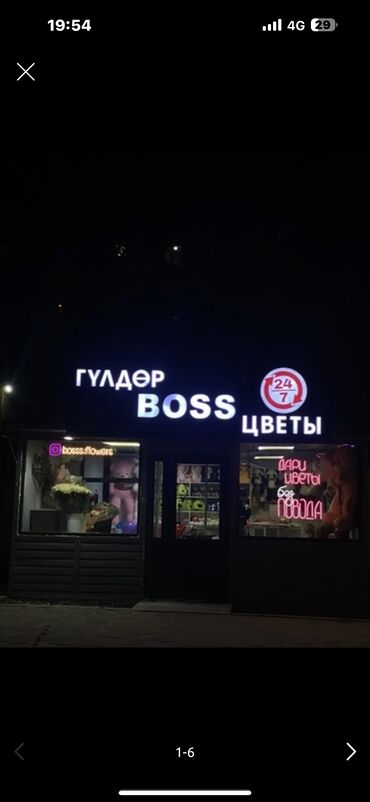 19:54
4G 29
ГҮЛДӨР
BOSS
24/7
ЦВЕТЫ
bosss.flowers
ДАРИ
ЦВЕТЫ
без
ПОВОДА
1-6